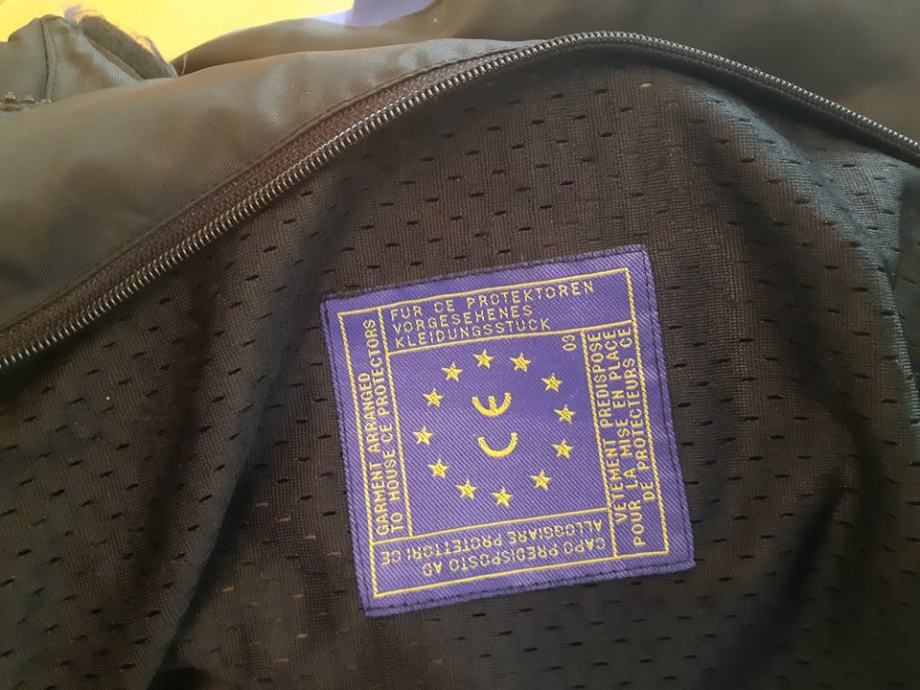 FÜR CE PROTEKTOREN
VORGESEHENES
KLEIDUNGSSTÜCK
GARMENT ARRANGED
TO HOUSE CE PROTECTORS
03
CE
VETEMENT PREDISPOSE
POUR LA MISE EN PLACE
DE PROTECTEURS CE
CAPO PREDISPOSTO AD
ALLOGGIARE PROTETTORI CE